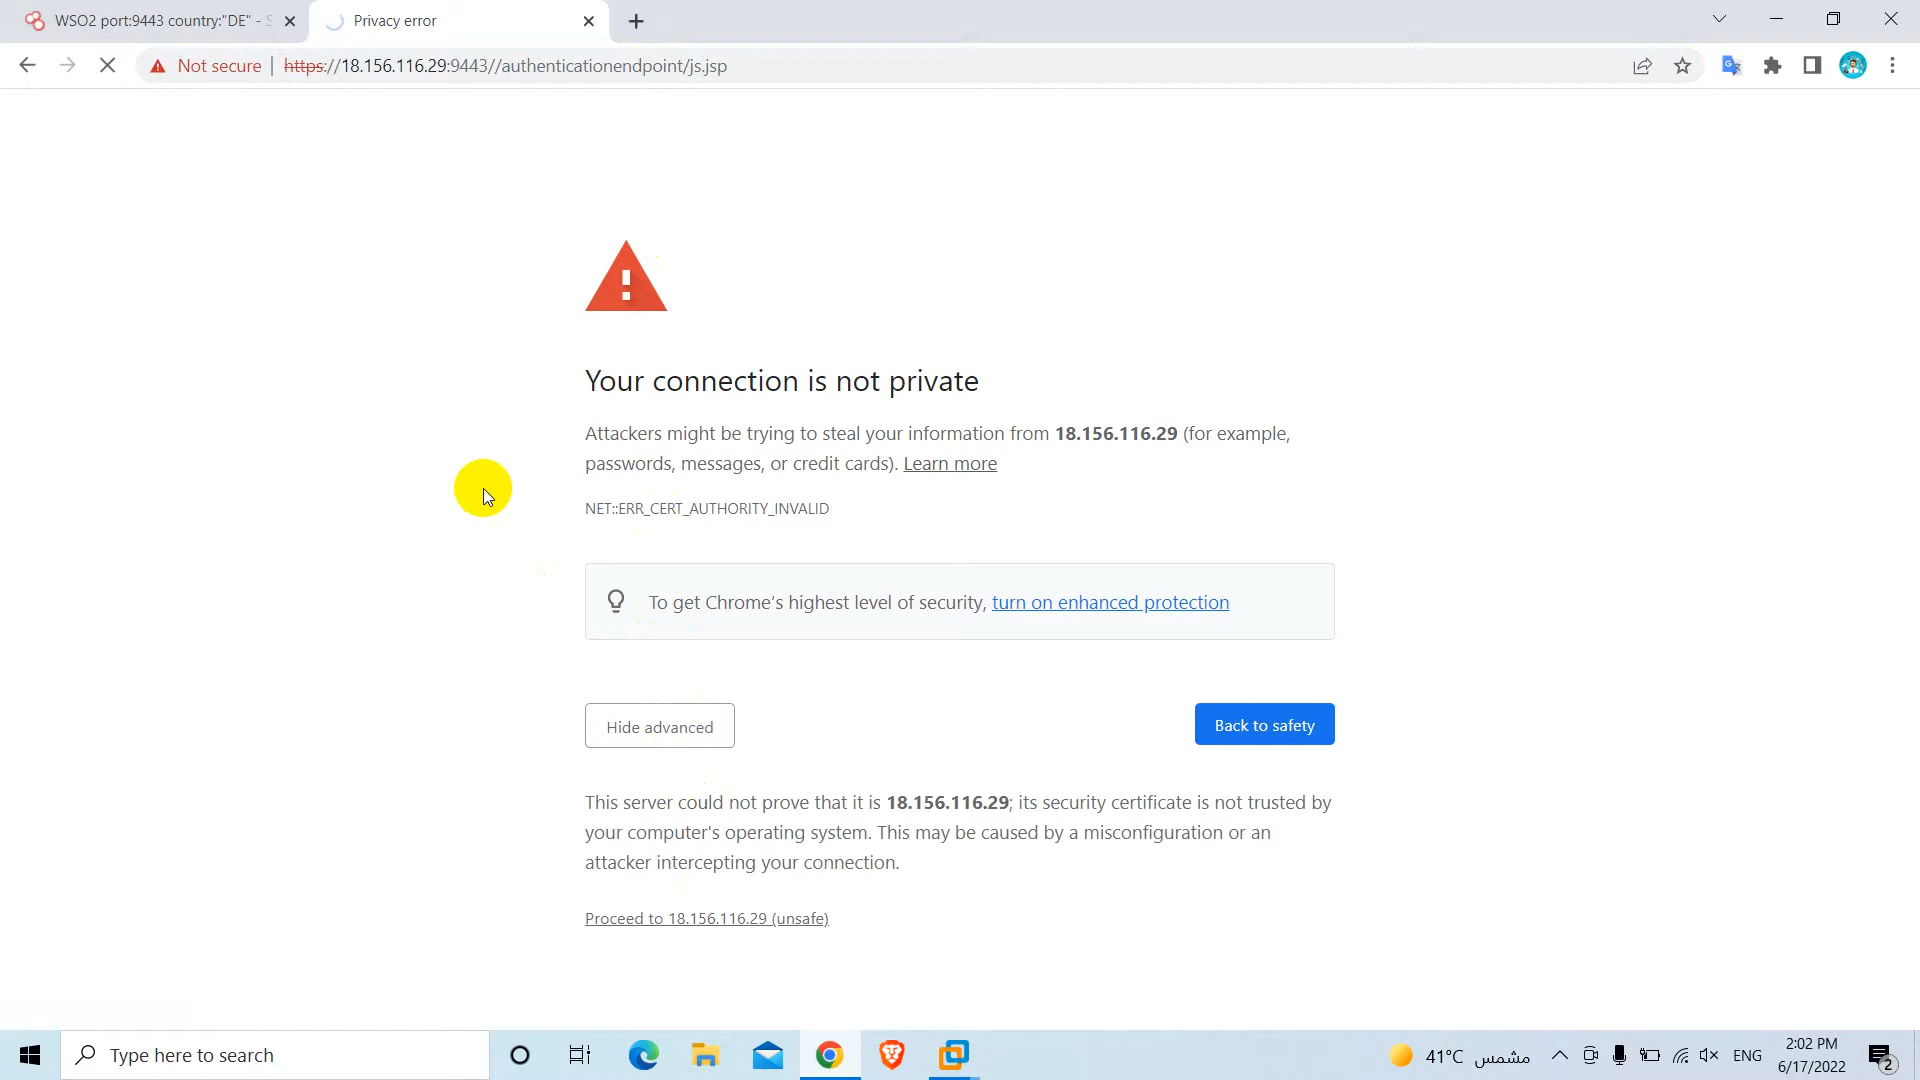 WSO2 port:9443 country:"DE" - S
Privacy error
Not secure | https://18.156.116.29:9443//authenticationendpoint/js.jsp
Your connection is not private
Attackers might be trying to steal your information from 18.156.116.29 (for example,
passwords, messages, or credit cards). Learn more
NET::ERR_CERT_AUTHORITY_INVALID
To get Chrome’s highest level of security, turn on enhanced protection
Hide advanced
Back to safety
This server could not prove that it is 18.156.116.29; its security certificate is not trusted by
your computer's operating system. This may be caused by a misconfiguration or an
attacker intercepting your connection.
Proceed to 18.156.116.29 (unsafe)
Type here to search
41°C مشمس
ENG
2:02 PM
6/17/2022
2